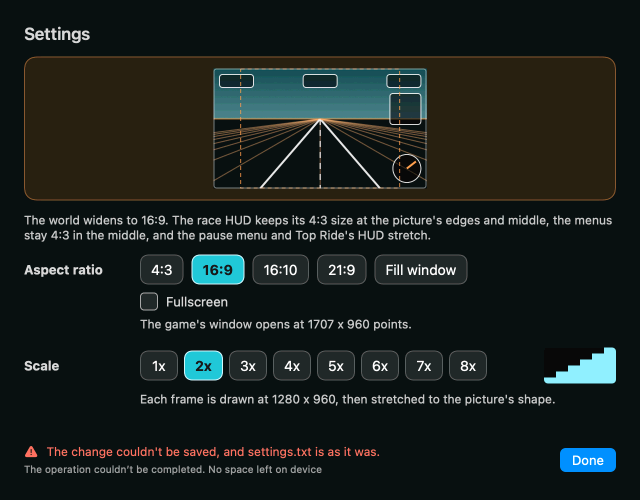 Settings
The world widens to 16:9. The race HUD keeps its 4:3 size at the picture's edges and middle, the menus
stay 4:3 in the middle, and the pause menu and Top Ride's HUD stretch.
Aspect ratio 4:3 16:9 16:10 21:9 Fill window
Fullscreen
The game's window opens at 1707 x 960 points.
Scale 1x 2x 3x 4x 5x 6x 7x 8x
Each frame is drawn at 1280 x 960, then stretched to the picture's shape.
The change couldn't be saved, and settings.txt is as it was.
The operation couldn’t be completed. No space left on device
Done